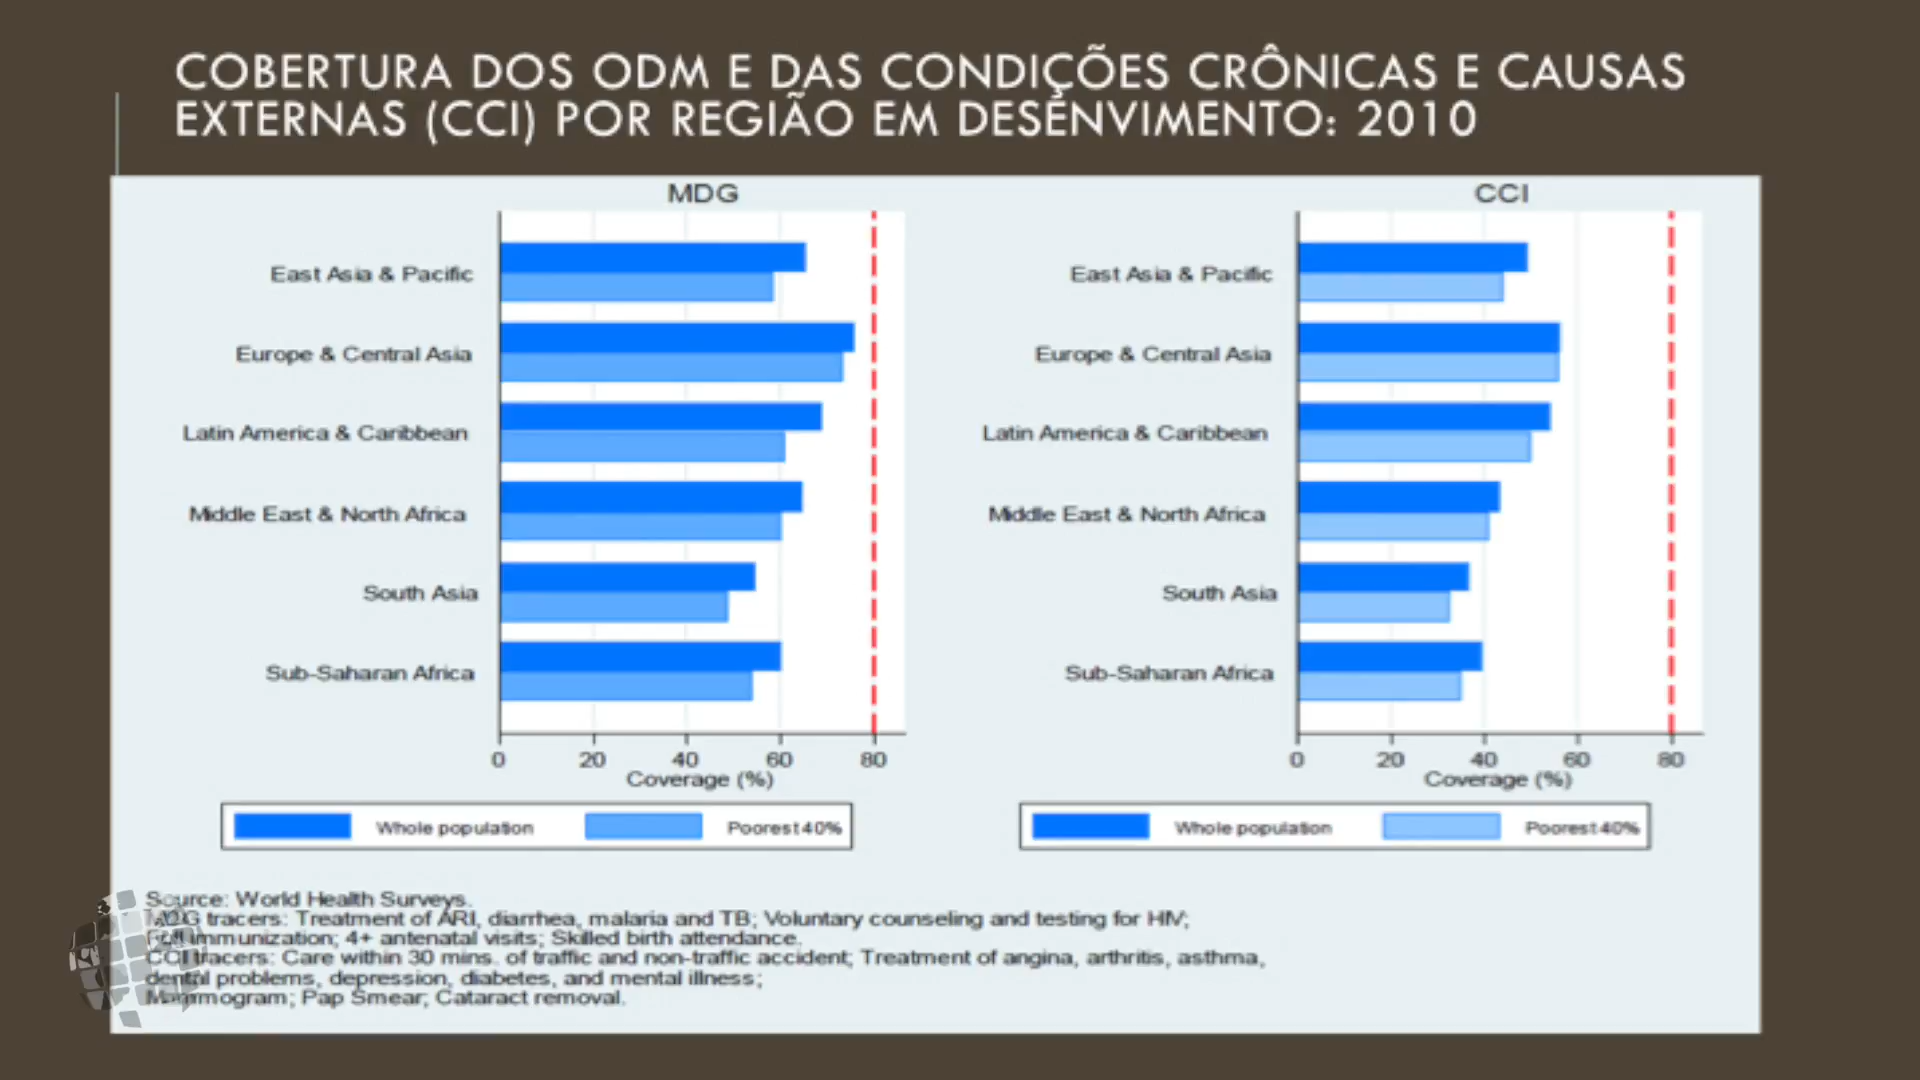 COBERTURA DOS ODM E DAS CONDIÇÕES CRÔNICAS E CAUSAS
EXTERNAS (CCI) POR REGIÃO EM DESENVIMENTO: 2010
MDG
East Asia & Pacific
Europe & Central Asia
Latin America & Caribbean
Middle East & North Africa
South Asia
Sub-Saharan Africa
0 20 40 60 80
Coverage (%)
Whole population Poorest 40%
CCI
East Asia & Pacific
Europe & Central Asia
Latin America & Caribbean
Middle East & North Africa
South Asia
Sub-Saharan Africa
0 20 40 60 80
Coverage (%)
Whole population Poorest 40%
Source: World Health Surveys.
MDG tracers: Treatment of ARI, diarrhea, malaria and TB; Voluntary counseling and testing for HIV;
Full immunization; 4+ antenatal visits; Skilled birth attendance.
CCI tracers: Care within 30 mins. of traffic and non-traffic accident; Treatment of angina, arthritis, asthma,
dental problems, depression, diabetes, and mental illness;
Mammogram; Pap Smear; Cataract removal.